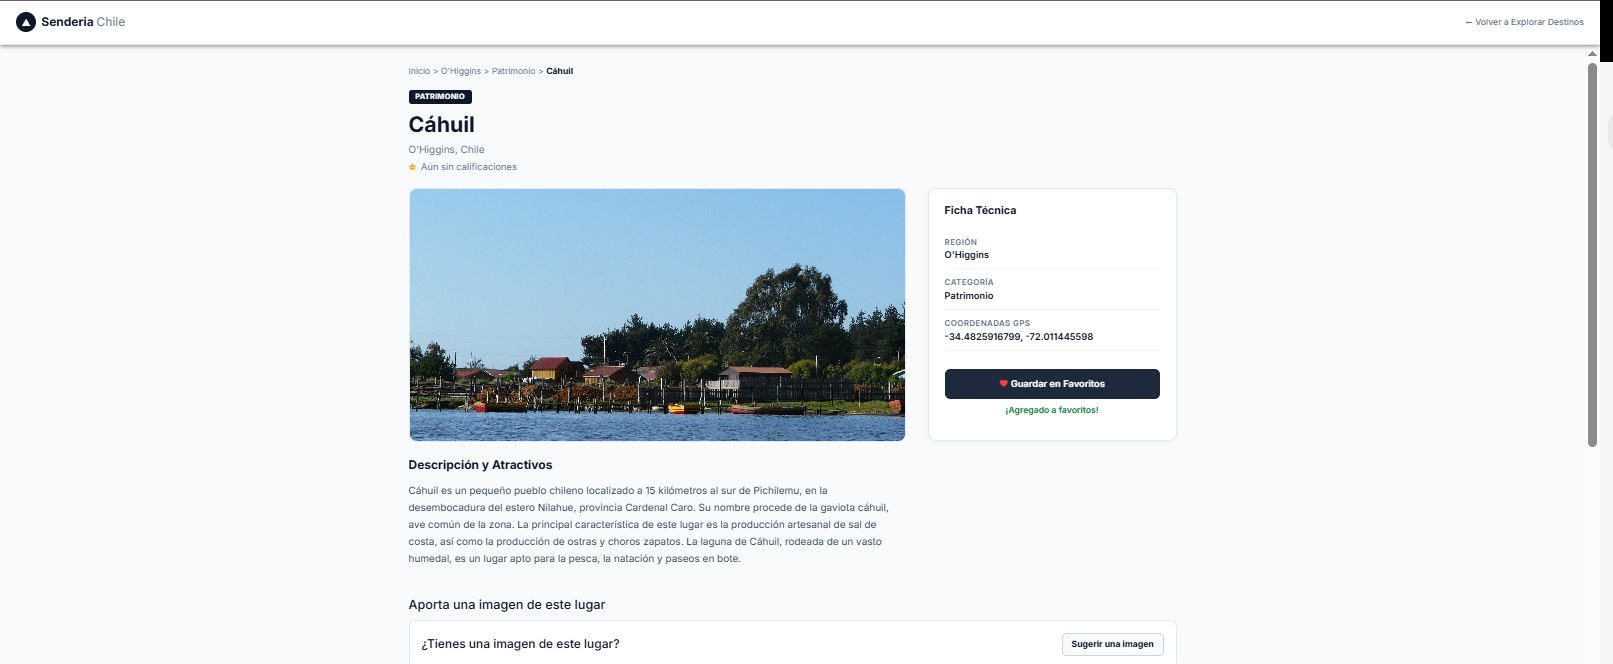 Senderia Chile
← Volver a Explorar Destinos
Inicio > O'Higgins > Patrimonio > Cáhuil
PATRIMONIO
Cáhuil
O'Higgins, Chile
Aún sin calificaciones
Ficha Técnica
REGIÓN
O'Higgins
CATEGORÍA
Patrimonio
COORDENADAS GPS
-34.4825916799, -72.011445598
Guardar en Favoritos
¡Agregado a favoritos!
Descripción y Atractivos
Cáhuil es un pequeño pueblo chileno localizado a 15 kilómetros al sur de Pichilemu, en la
desembocadura del estero Nilahue, provincia Cardenal Caro. Su nombre procede de la gaviota cáhuil,
ave común de la zona. La principal característica de este lugar es la producción artesanal de sal de
costa, así como la producción de ostras y choros zapatos. La laguna de Cáhuil, rodeada de un vasto
humedal, es un lugar apto para la pesca, la natación y paseos en bote.
Aporta una imagen de este lugar
¿Tienes una imagen de este lugar?
Sugerir una imagen